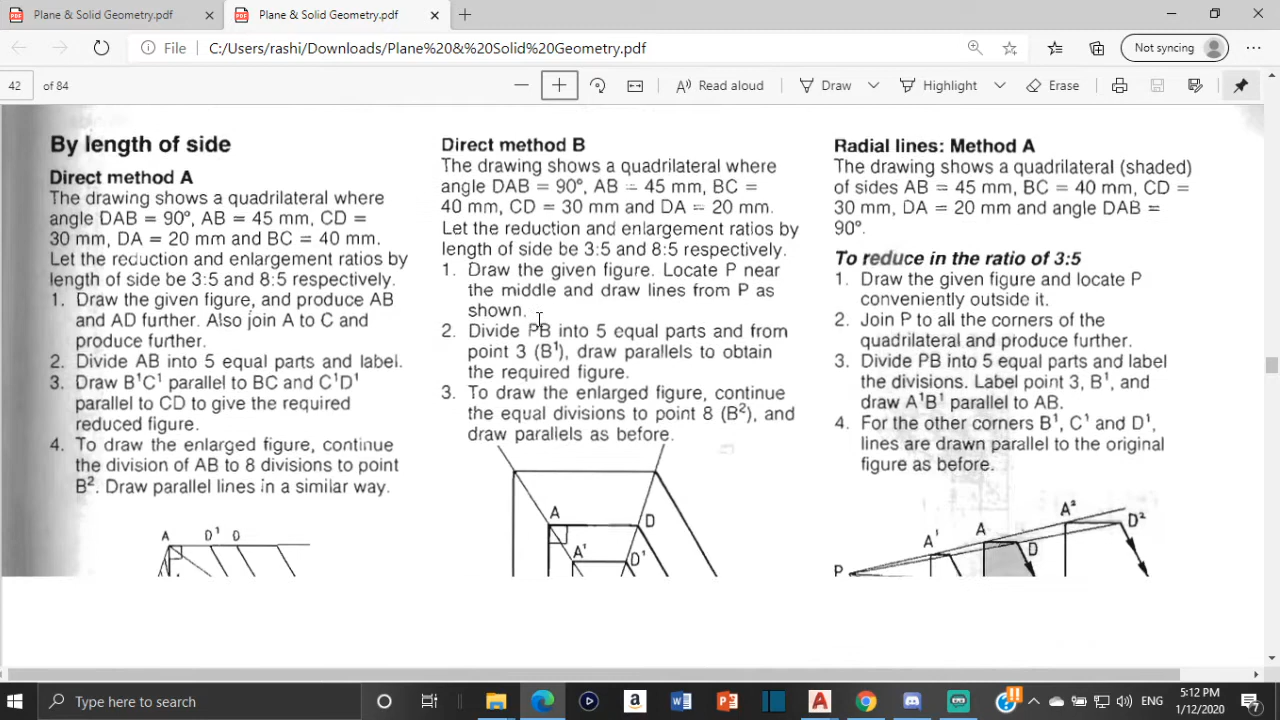 Plane & Solid Geometry.pdf
Plane & Solid Geometry.pdf
File
C:/Users/rashi/Downloads/Plane%20&%20Solid%20Geometry.pdf
Not syncing
42 of 84
Read aloud
Draw
Highlight
Erase
By length of side
Direct method A
The drawing shows a quadrilateral where
angle DAB = 90°, AB = 45 mm, CD =
30 mm, DA = 20 mm and BC = 40 mm.
Let the reduction and enlargement ratios by
length of side be 3:5 and 8:5 respectively.
1. Draw the given figure, and produce AB
and AD further. Also join A to C and
produce further.
2. Divide AB into 5 equal parts and label.
3. Draw B¹C¹ parallel to BC and C¹D¹
parallel to CD to give the required
reduced figure.
4. To draw the enlarged figure, continue
the division of AB to 8 divisions to point
B². Draw parallel lines in a similar way.
A D¹ D
Direct method B
The drawing shows a quadrilateral where
angle DAB = 90°, AB = 45 mm, BC =
40 mm, CD = 30 mm and DA = 20 mm.
Let the reduction and enlargement ratios by
length of side be 3:5 and 8:5 respectively.
1. Draw the given figure. Locate P near
the middle and draw lines from P as
shown.
2. Divide PB into 5 equal parts and from
point 3 (B¹), draw parallels to obtain
the required figure.
3. To draw the enlarged figure, continue
the equal divisions to point 8 (B²), and
draw parallels as before.
A
D
A¹
D¹
Radial lines: Method A
The drawing shows a quadrilateral (shaded)
of sides AB = 45 mm, BC = 40 mm, CD =
30 mm, DA = 20 mm and angle DAB =
90°.
To reduce in the ratio of 3:5
1. Draw the given figure and locate P
conveniently outside it.
2. Join P to all the corners of the
quadrilateral and produce further.
3. Divide PB into 5 equal parts and label
the divisions. Label point 3, B¹, and
draw A¹B¹ parallel to AB.
4. For the other corners B¹, C¹ and D¹,
lines are drawn parallel to the original
figure as before.
A²
D²
A
A¹
D
P
Type here to search
ENG
5:12 PM
1/12/2020